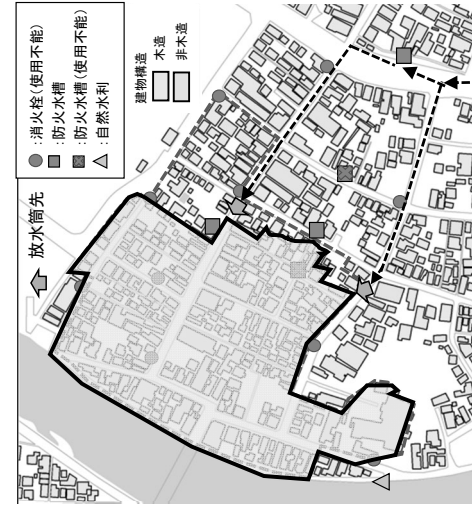 :消火栓(使用不能)
:防火水槽
:防火水槽(使用不能)
:自然水利
建物構造
木造
非木造
放水筒先